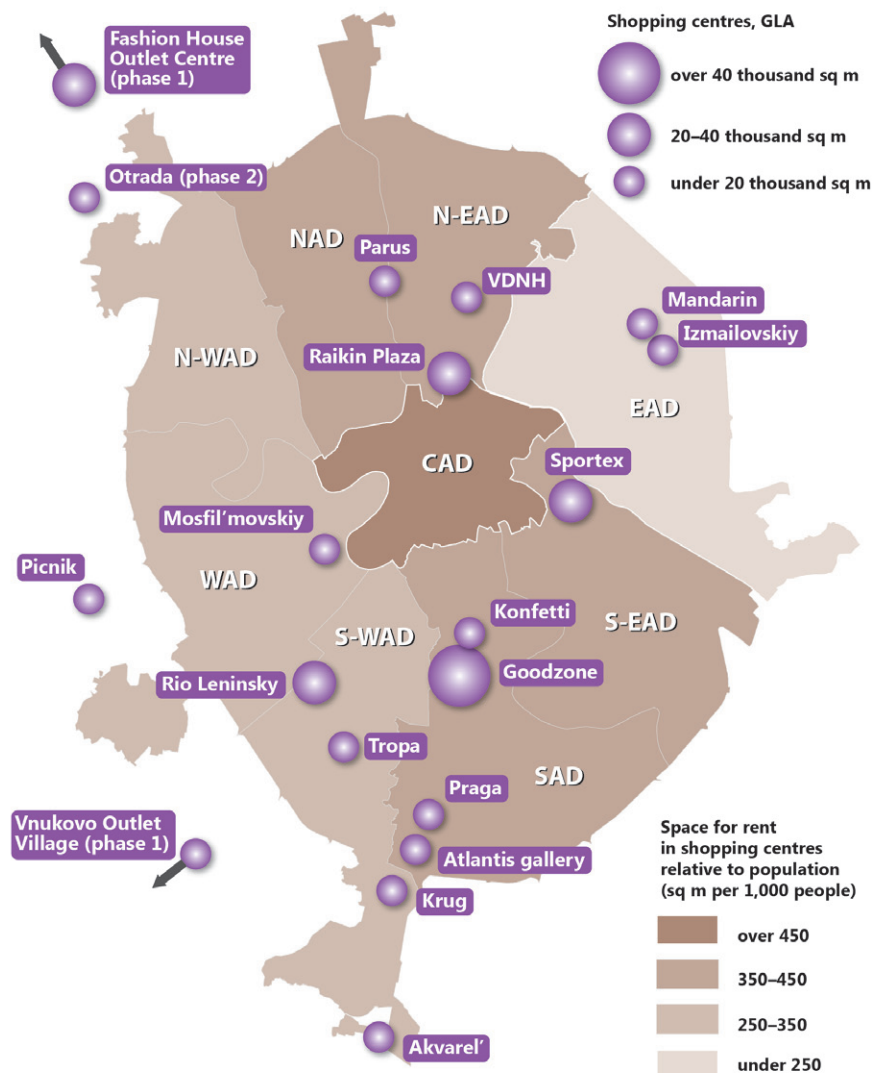 Fashion House
Outlet Centre
(phase 1)
Shopping centres, GLA
over 40 thousand sq m
20–40 thousand sq m
under 20 thousand sq m
Otrada (phase 2)
N-EAD
NAD
Parus
VDNH
Mandarin
Izmailovskiy
N-WAD
Raikin Plaza
EAD
CAD
Sportex
Mosfil’movskiy
Picnik
WAD
Konfetti
S-EAD
S-WAD
Goodzone
Rio Leninsky
Tropa
SAD
Praga
Vnukovo Outlet
Village (phase 1)
Atlantis gallery
Krug
Akvarel’
Space for rent
in shopping centres
relative to population
(sq m per 1,000 people)
over 450
350–450
250–350
under 250